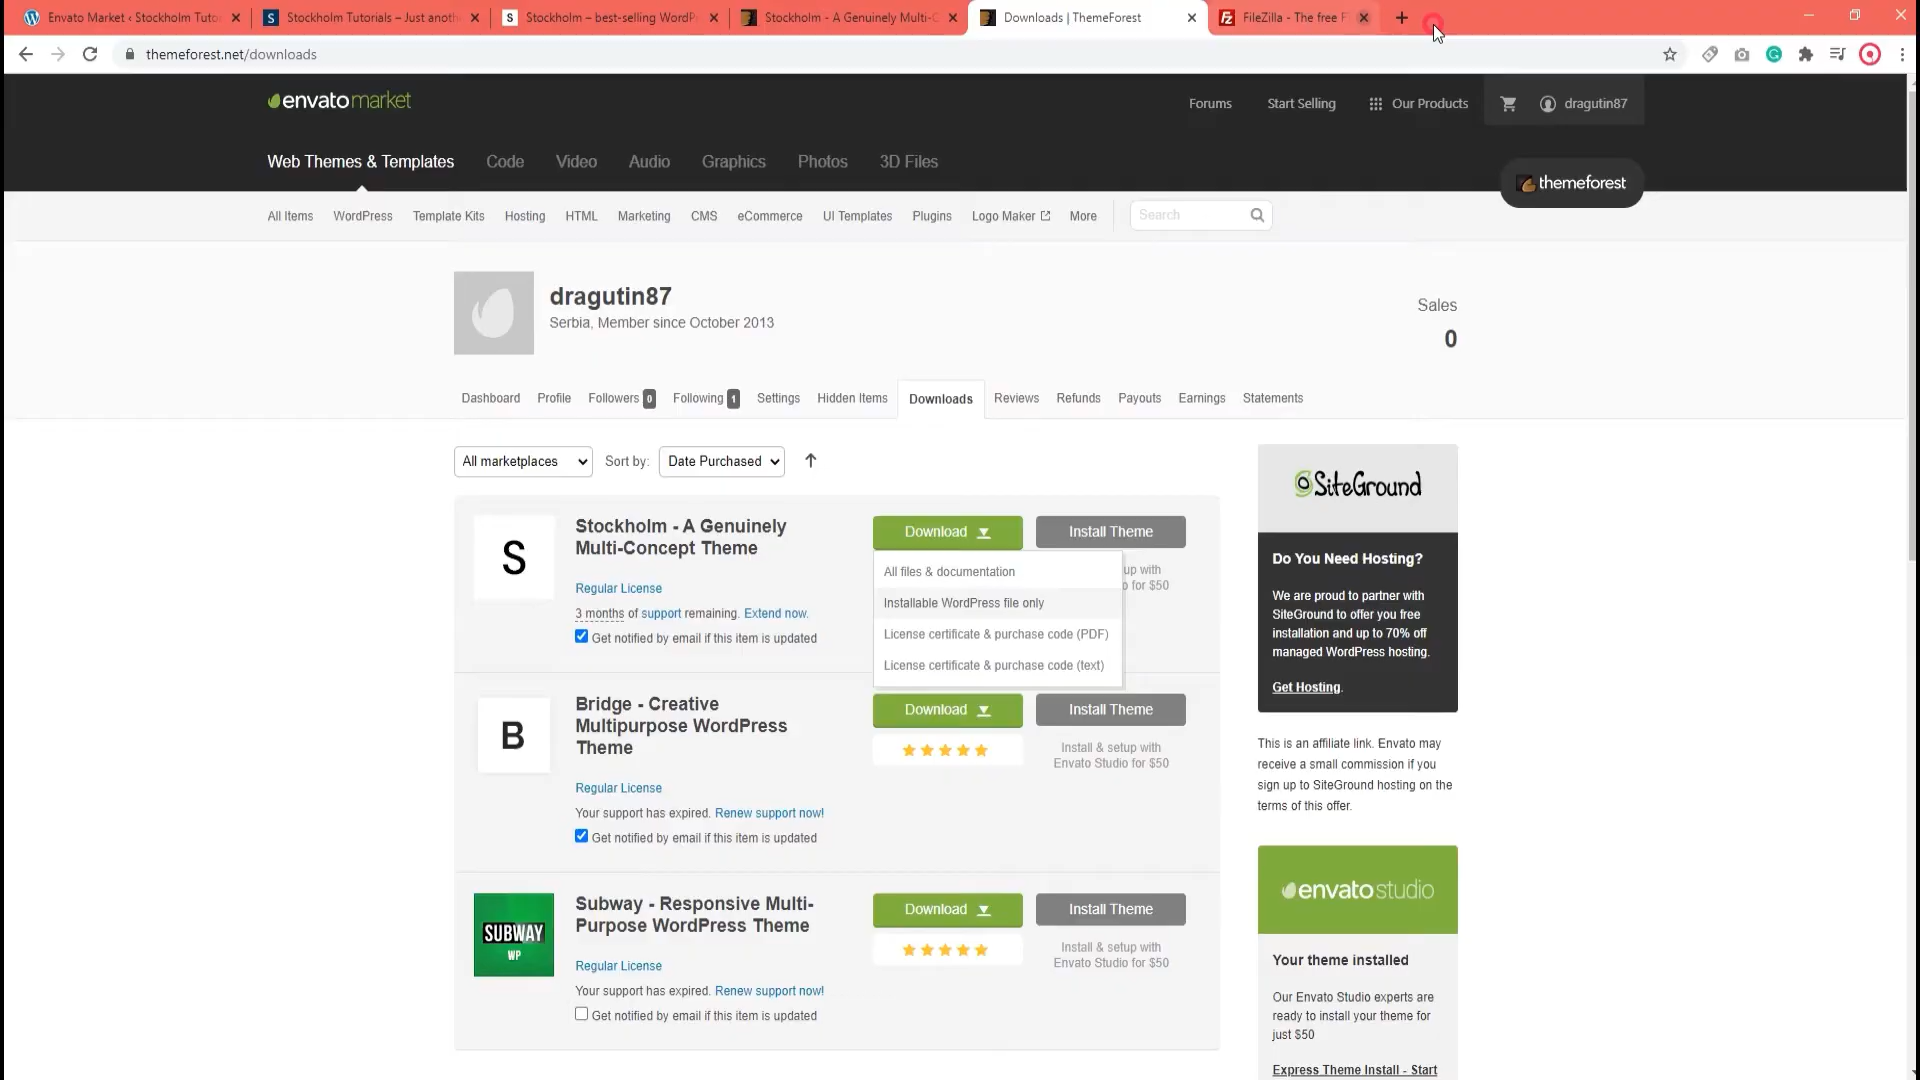 Envato Market ‹ Stockholm Tuto
Stockholm Tutorials – Just anoth
Stockholm – best-selling WordP
Stockholm - A Genuinely Multi-C
Downloads | ThemeForest
FileZilla - The free F
themeforest.net/downloads
envatomarket
Forums
Start Selling
Our Products
dragutin87
Web Themes & Templates
Code
Video
Audio
Graphics
Photos
3D Files
themeforest
All Items
WordPress
Template Kits
Hosting
HTML
Marketing
CMS
eCommerce
UI Templates
Plugins
Logo Maker
More
Search
dragutin87
Serbia, Member since October 2013
Sales
0
Dashboard
Profile
Followers 0
Following 1
Settings
Hidden Items
Downloads
Reviews
Refunds
Payouts
Earnings
Statements
All marketplaces
Sort by:
Date Purchased
S
Stockholm - A Genuinely
Multi-Concept Theme
Regular License
3 months of support remaining. Extend now.
Get notified by email if this item is updated
Download
Install Theme
up with
for $50
All files & documentation
Installable WordPress file only
License certificate & purchase code (PDF)
License certificate & purchase code (text)
B
Bridge - Creative
Multipurpose WordPress
Theme
Regular License
Your support has expired. Renew support now!
Get notified by email if this item is updated
Download
Install Theme
Install & setup with
Envato Studio for $50
SUBWAY
WP
Subway - Responsive Multi-
Purpose WordPress Theme
Regular License
Your support has expired. Renew support now!
Get notified by email if this item is updated
Download
Install Theme
Install & setup with
Envato Studio for $50
SiteGround
Do You Need Hosting?
We are proud to partner with
SiteGround to offer you free
installation and up to 70% off
managed WordPress hosting.
Get Hosting.
This is an affiliate link. Envato may
receive a small commission if you
sign up to SiteGround hosting on the
terms of this offer.
envatostudio
Your theme installed
Our Envato Studio experts are
ready to install your theme for
just $50
Express Theme Install - Start